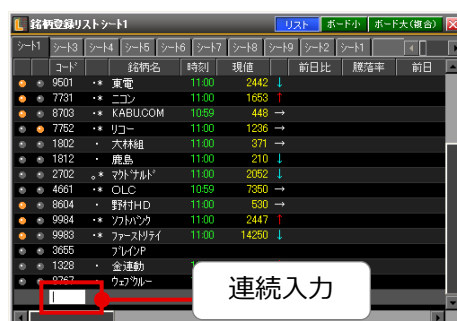 銘柄登録リストシート1 リスト ボード小 ボード大(複合)
シート1 シート3 シート4 シート5 シート6 シート7 シート8 シート9 シート2 シート1
コード 銘柄名 時刻 現値 前日比 騰落率 前日
9501 ・* 東電 11:00 2442 ↓
7731 ・* ニコン 11:00 1653 ↑
8703 ・* KABU.COM 10:59 448 →
7752 ・* リコー 11:00 1236 →
1802 ・ 大林組 11:00 371 →
1812 ・ 鹿島 11:00 210 ↓
2702 。* マクドナルド 11:00 2052 ↓
4661 ・* OLC 10:59 7350 →
8604 ・ 野村HD 11:00 530 →
9984 ・* ソフトバンク 11:00 2447 ↑
9983 ・* ファーストリテイ 11:00 14250 ↓
3655 ブレインP
1328 ・ 金連動
8767 ・ ウェブクルー
連続入力